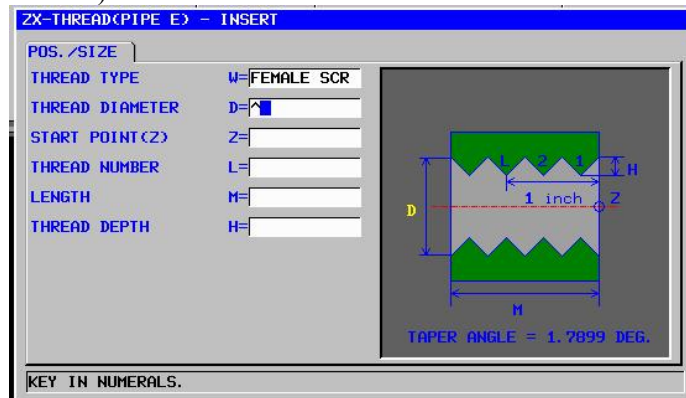 ZX-THREAD(PIPE E) - INSERT
POS./SIZE
THREAD TYPE W=FEMALE SCR
THREAD DIAMETER D=^
START POINT(Z) Z=
THREAD NUMBER L=
LENGTH M=
THREAD DEPTH H=
L 2 1 H
1 inch Z
D
M
TAPER ANGLE = 1.7899 DEG.
KEY IN NUMERALS.